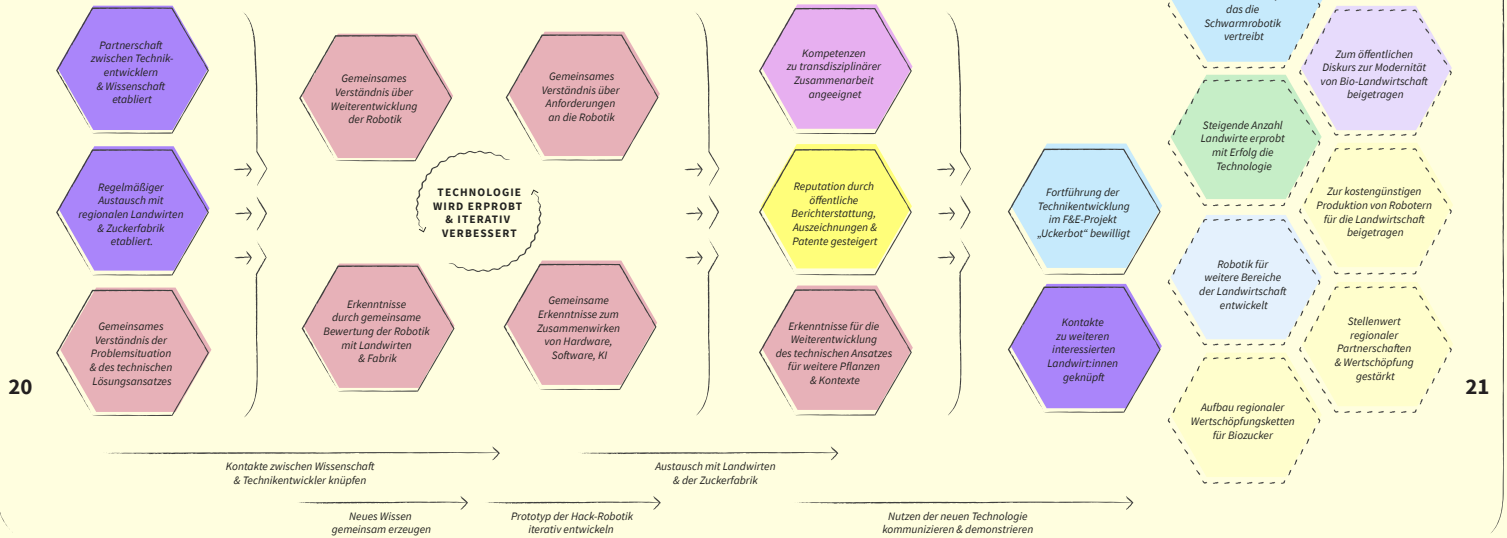 Partnerschaft
zwischen Technik-
entwicklern
& Wissenschaft
etabliert
Regelmäßiger
Austausch mit
regionalen Landwirten
& Zuckerfabrik
etabliert.
Gemeinsames
Verständnis der
Problemsituation
& des technischen
Lösungsansatzes
Gemeinsames
Verständnis über
Weiterentwicklung
der Robotik
Gemeinsames
Verständnis über
Anforderungen
an die Robotik
TECHNOLOGIE
WIRD ERPROBT
& ITERATIV
VERBESSERT
Erkenntnisse
durch gemeinsame
Bewertung der Robotik
mit Landwirten
& Fabrik
Gemeinsame
Erkenntnisse zum
Zusammenwirken
von Hardware,
Software, KI
Kompetenzen
zu transdisziplinärer
Zusammenarbeit
angeeignet
Reputation durch
öffentliche
Berichterstattung,
Auszeichnungen &
Patente gesteigert
Erkenntnisse für die
Weiterentwicklung
des technischen Ansatzes
für weitere Pflanzen
& Kontexte
Fortführung der
Technikentwicklung
im F&E-Projekt
„Uckerbot“ bewilligt
Kontakte
zu weiteren
interessierten
Landwirt:innen
geknüpft
das die
Schwarmrobotik
vertreibt
Steigende Anzahl
Landwirte erprobt
mit Erfolg die
Technologie
Robotik für
weitere Bereiche
der Landwirtschaft
entwickelt
Aufbau regionaler
Wertschöpfungsketten
für Biozucker
Zum öffentlichen
Diskurs zur Modernität
von Bio-Landwirtschaft
beigetragen
Zur kostengünstigen
Produktion von Robotern
für die Landwirtschaft
beigetragen
Stellenwert
regionaler
Partnerschaften
& Wertschöpfung
gestärkt
20
21
Kontakte zwischen Wissenschaft
& Technikentwickler knüpfen
Austausch mit Landwirten
& der Zuckerfabrik
Neues Wissen
gemeinsam erzeugen
Prototyp der Hack-Robotik
iterativ entwickeln
Nutzen der neuen Technologie
kommunizieren & demonstrieren